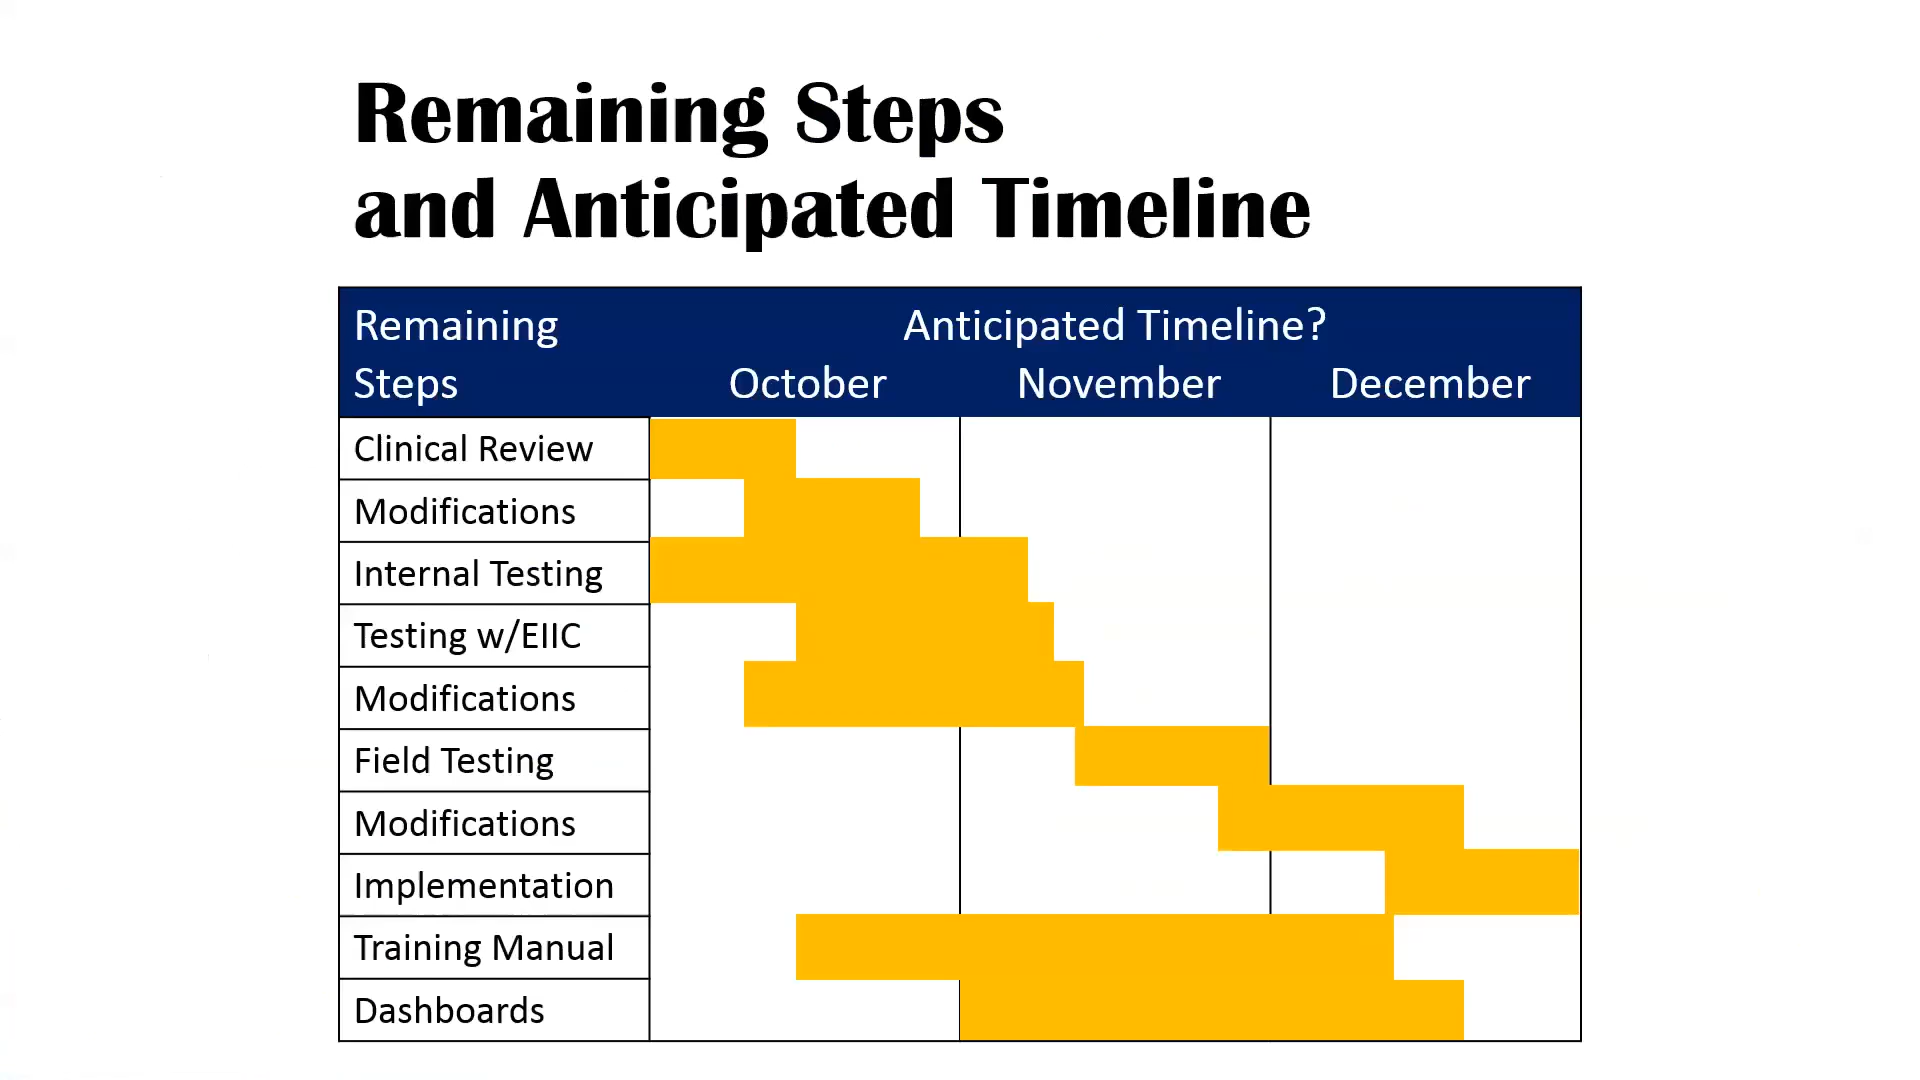 Remaining Steps
and Anticipated Timeline
Remaining Anticipated Timeline?
Steps October November December
Clinical Review
Modifications
Internal Testing
Testing w/EIIC
Modifications
Field Testing
Modifications
Implementation
Training Manual
Dashboards